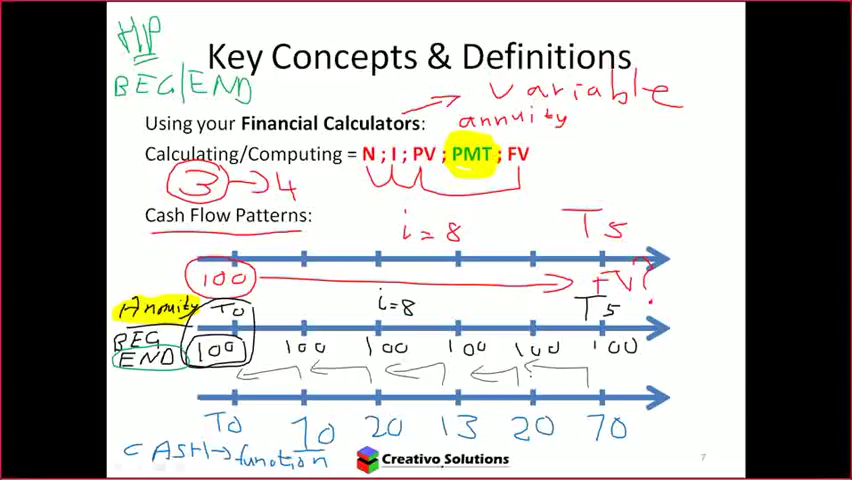 HP
Key Concepts & Definitions
BEG/END
variable
annuity
Using your Financial Calculators:
Calculating/Computing = N ; I ; PV ; PMT ; FV
3 → 4
Cash Flow Patterns:
i = 8 T5
100 FV?
Annuity T0 i=8 T5
BEG
END 100 100 100 100 100 100
T0 10 20 13 20 70
CASH → function
Creativo Solutions
7